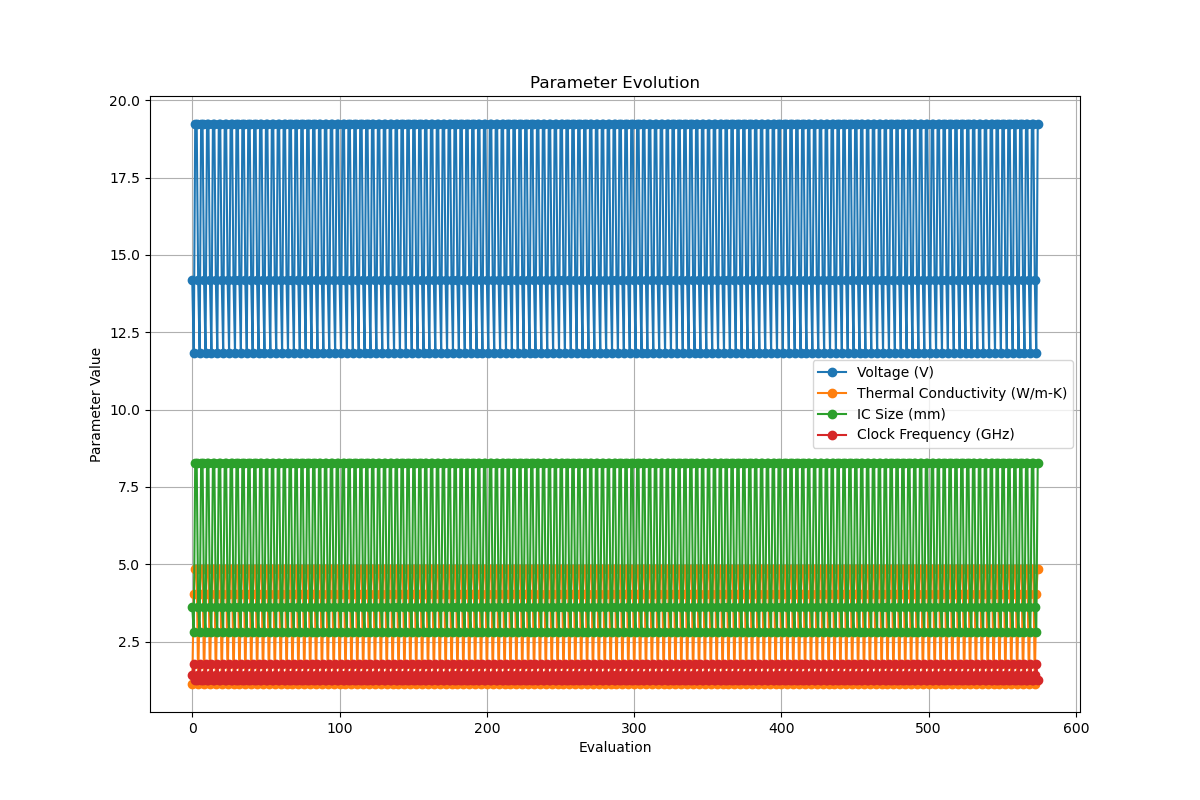 Parameter Evolution
20.0
17.5
15.0
12.5
10.0
7.5
5.0
2.5
Parameter Value
Voltage (V)
Thermal Conductivity (W/m-K)
IC Size (mm)
Clock Frequency (GHz)
0 100 200 300 400 500 600
Evaluation